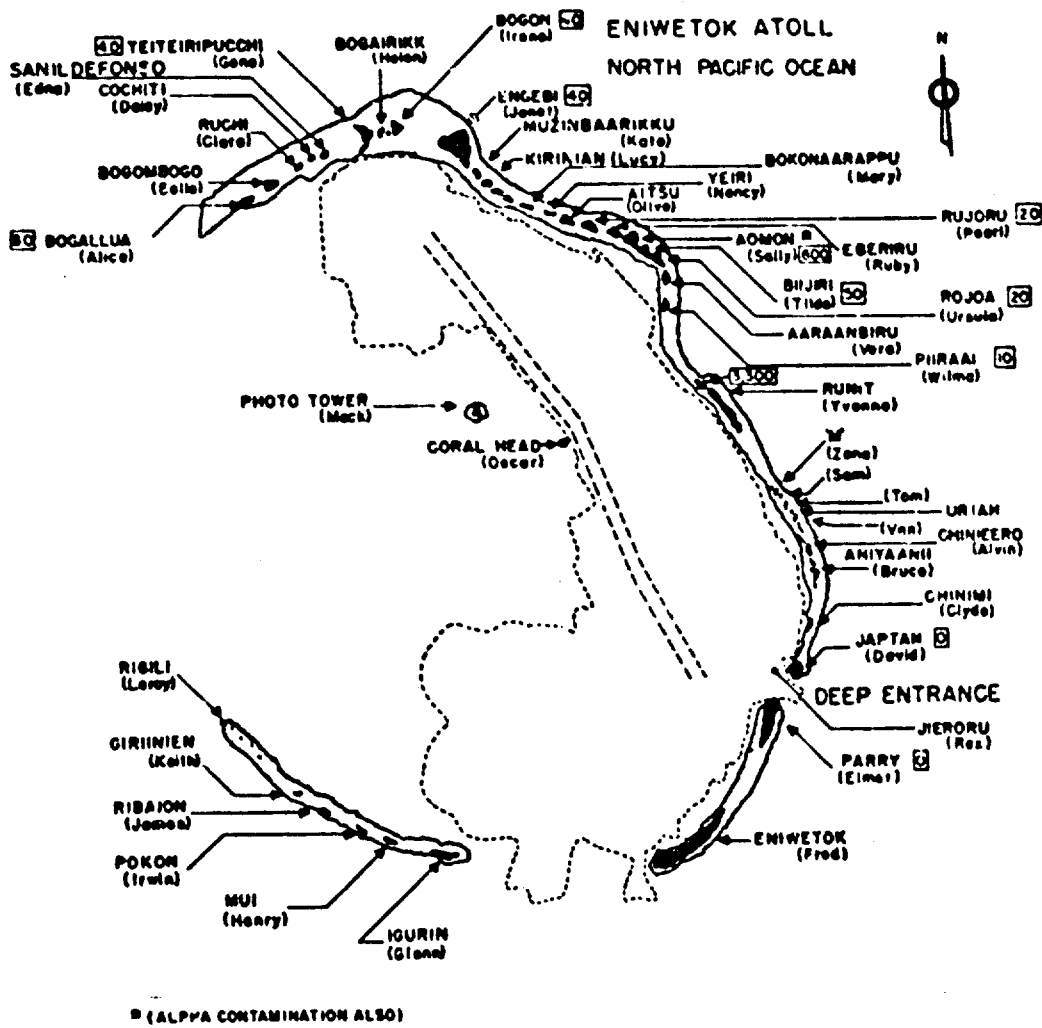 ENIWETOK ATOLL
NORTH PACIFIC OCEAN
N
BOGON 40
(Irene)
BOGAIRIKK
(Helen)
40 TEITEIRIPUCCHI
(Gene)
SANILDEFONSO
(Edna)
COCHITI
(Daisy)
RUCHI
(Clara)
BOGOMBOGO
(Belle)
80 BOGALLUA
(Alice)
ENGEBI 40
(Janet)
MUZINBAARIKKU
(Kate)
KIRINIAN (Lucy)
BOKONAARAPPU
(Mary)
YEIRI
(Nancy)
AITSU
(Olive)
RUJORU 20
(Pearl)
EBERIRU
(Ruby)
AOMON
(Sally) 600
BIIJIRI
(Tilda) 50
ROJOA 20
(Ursula)
AARAANBIRU
(Vera)
PIIRAAI 10
(Wilma)
3,300
RUNIT
(Yvonne)
PHOTO TOWER
(Mack)
CORAL HEAD
(Oscar)
(Zona)
(Sam)
(Tom)
URIAH
(Van)
CHINIEERO
(Alvin)
ANIYAANII
(Bruce)
CHINIMI
(Clyde)
JAPTAN 0
(David)
DEEP ENTRANCE
JIERORU
(Rex)
PARRY 0
(Elmer)
ENIWETOK
(Fred)
RIGILI
(Leroy)
GIRIINIEN
(Keith)
RIBAION
(James)
POKON
(Irwin)
MUI
(Henry)
IGURIN
(Glenn)
(ALPHA CONTAMINATION ALSO)